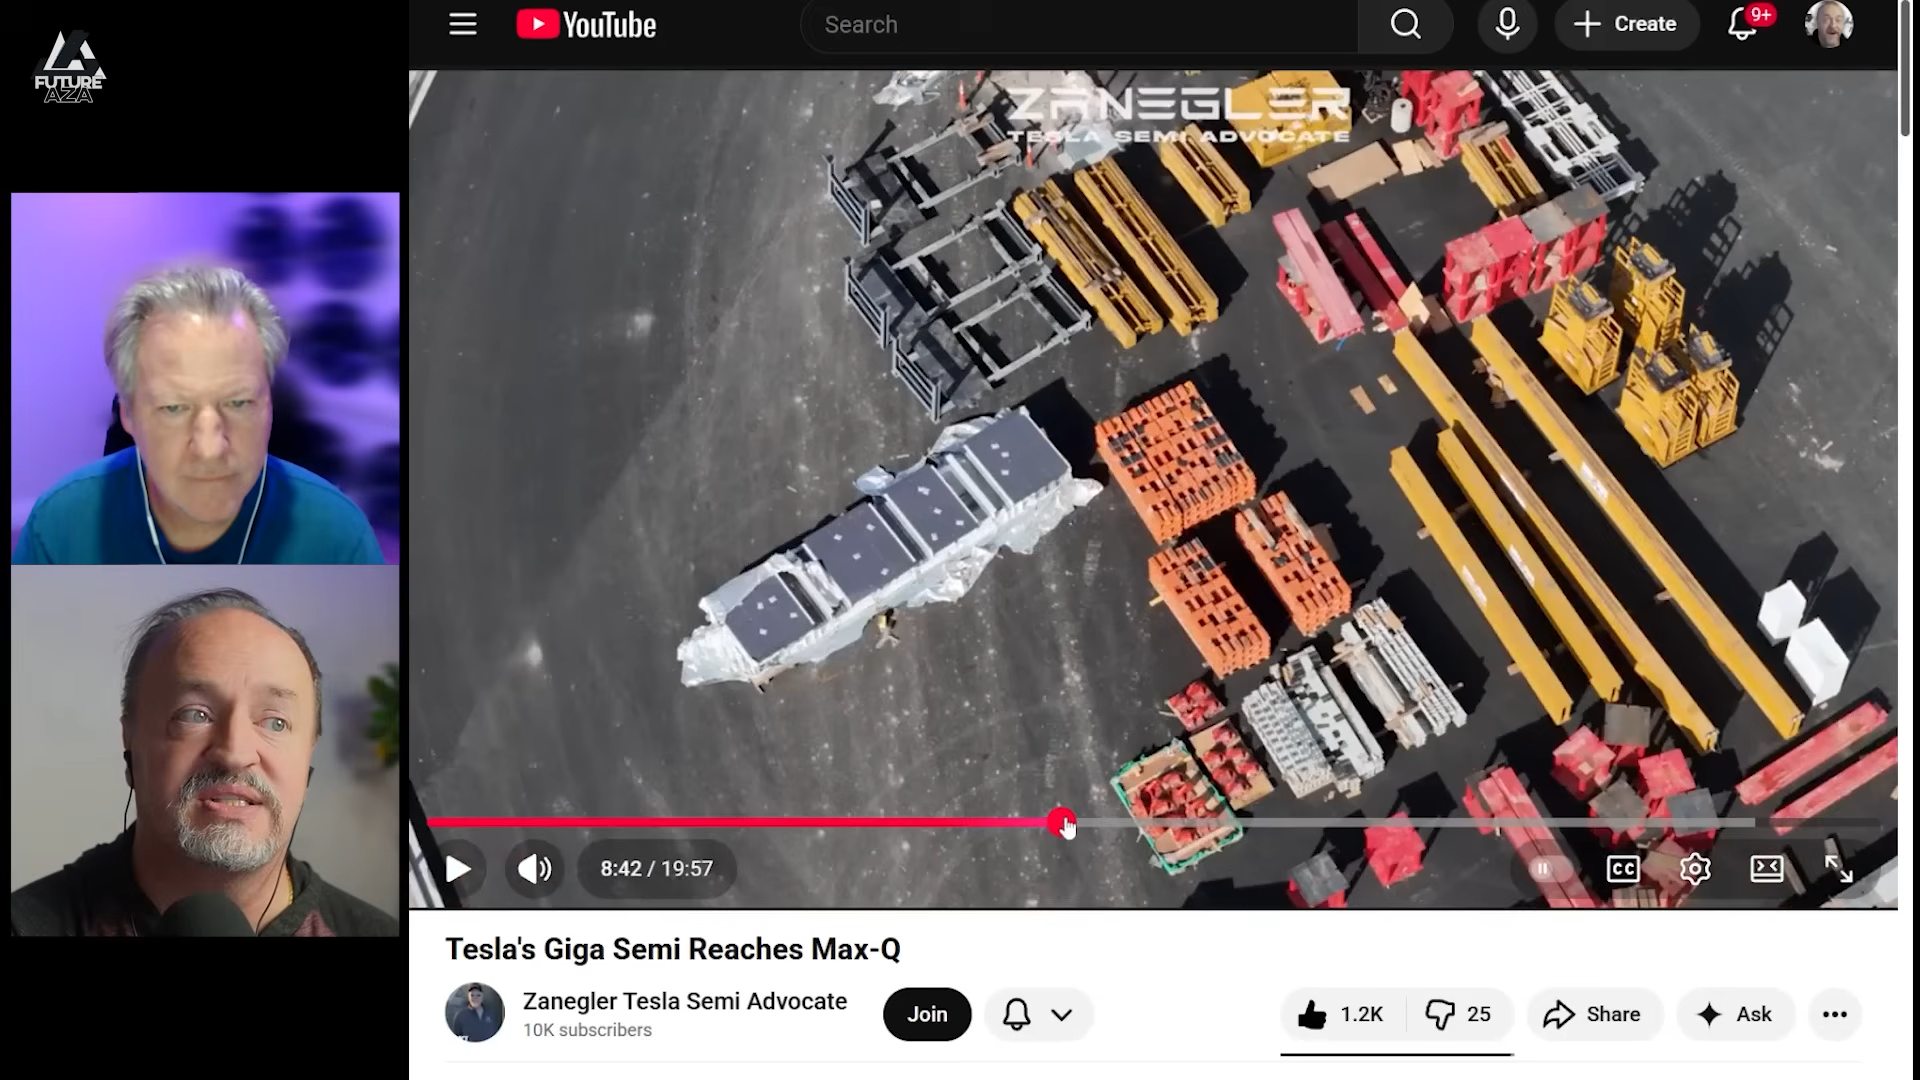 FUTURE
AZA
YouTube
Search
Create
9+
ZANEGLER
TESLA SEMI ADVOCATE
8:42 / 19:57
CC
Tesla's Giga Semi Reaches Max-Q
Zanegler Tesla Semi Advocate
10K subscribers
Join
1.2K
25
Share
Ask